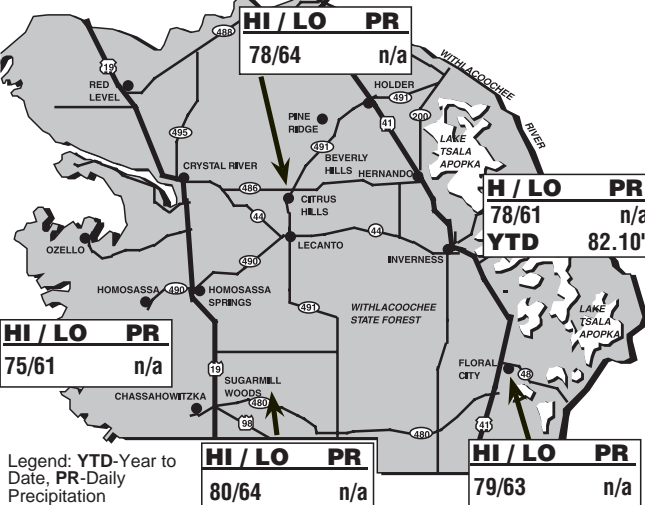 HI / LO PR
78/64 n/a
488
19
RED
LEVEL
HOLDER
491
WITHLACOOCHEE
RIVER
PINE
RIDGE
41
200
495
491
LAKE
TSALA
APOPKA
BEVERLY
HILLS
HERNANDO
CRYSTAL RIVER
486
CITRUS
HILLS
H / LO PR
78/61 n/a
YTD 82.10"
44
44
OZELLO
LECANTO
INVERNESS
490
HOMOSASSA
490
HOMOSASSA
SPRINGS
491
WITHLACOOCHEE
STATE FOREST
LAKE
TSALA
APOPKA
HI / LO PR
75/61 n/a
19
FLORAL
CITY
48
SUGARMILL
WOODS
CHASSAHOWITZKA
480
98
480
41
HI / LO PR
80/64 n/a
HI / LO PR
79/63 n/a
Legend: YTD-Year to
Date, PR-Daily
Precipitation